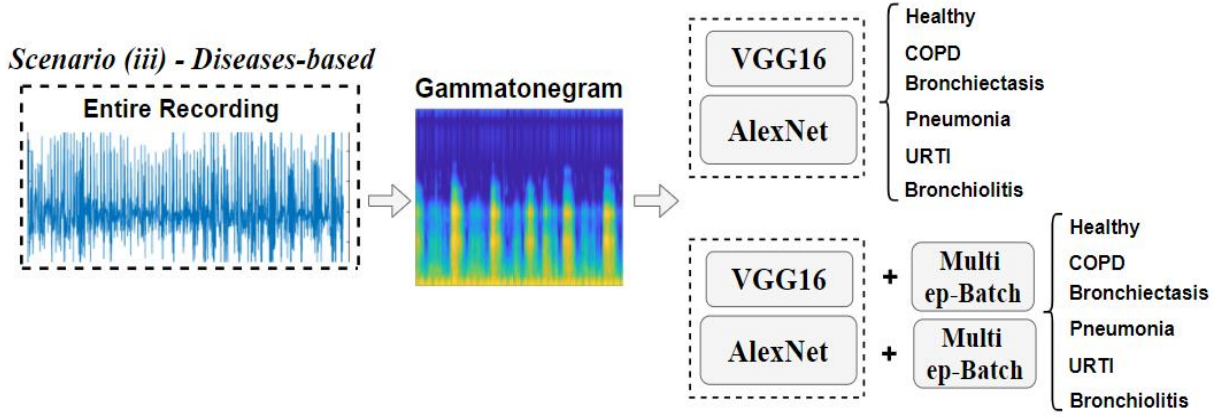 Scenario (iii) - Diseases-based
Entire Recording
Gammatonegram
VGG16
AlexNet
Healthy
COPD
Bronchiectasis
Pneumonia
URTI
Bronchiolitis
VGG16
+
Multi
ep-Batch
AlexNet
+
Multi
ep-Batch
Healthy
COPD
Bronchiectasis
Pneumonia
URTI
Bronchiolitis